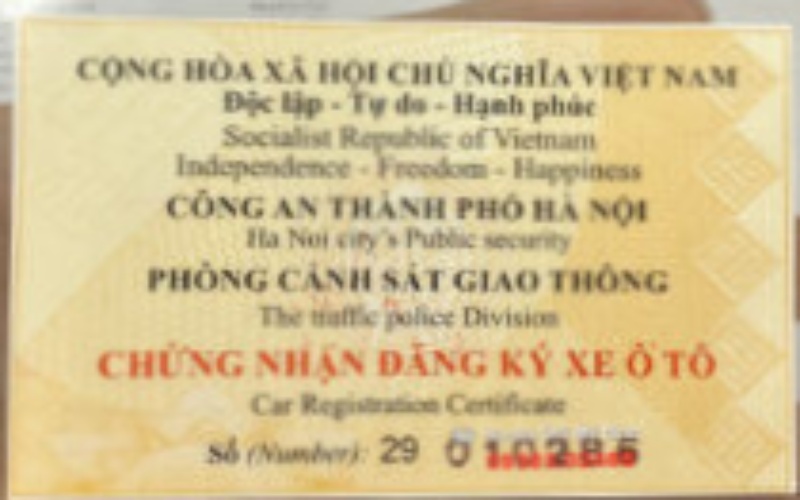 CỘNG HÒA XÃ HỘI CHỦ NGHĨA VIỆT NAM
Độc lập - Tự do - Hạnh phúc
Socialist Republic of Vietnam
Independence - Freedom - Happiness
CÔNG AN THÀNH PHỐ HÀ NỘI
Ha Noi city's Public security
PHÒNG CẢNH SÁT GIAO THÔNG
The traffic police Division
CHỨNG NHẬN ĐĂNG KÝ XE Ô TÔ
Car Registration Certificate
Số (Number): 29